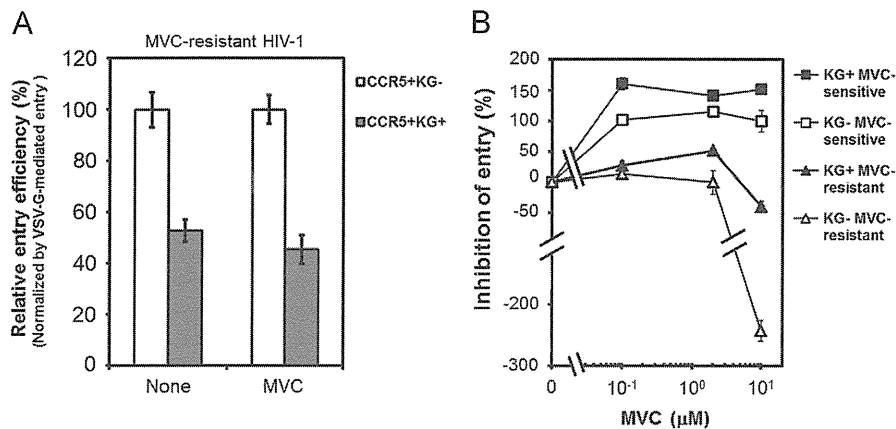 A
MVC-resistant HIV-1
Relative entry efficiency (%)
(Normalized by VSV-G-mediated entry )
140
120
100
80
60
40
20
0
None
MVC
CCR5+KG-
CCR5+KG+
B
Inhibition of entry (%)
200
150
100
50
0
-50
-200
-300
0
10-1
100
101
MVC (μM)
KG+ MVC-
sensitive
KG- MVC-
sensitive
KG+ MVC-
resistant
KG- MVC-
resistant